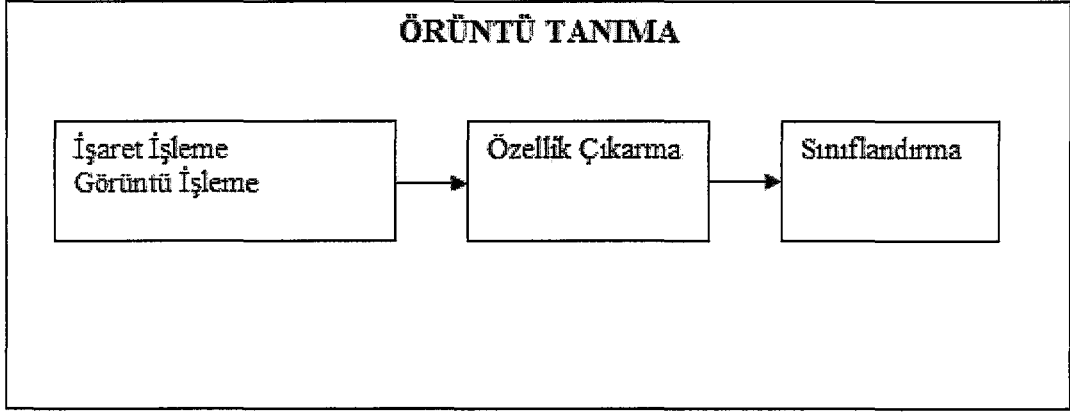 ÖRÜNTÜ TANIMA
İşaret İşleme
Görüntü İşleme
Özellik Çıkarma
Sınıflandırma